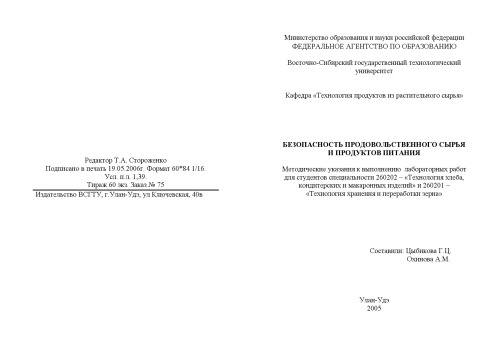 Редактор Т.А. Стороженко
Подписано в печать 19.05.2006г. Формат 60*84 1/16.
Усл. п.л. 1,39.
Тираж 60 экз. Заказ № 75
Издательство ВСГТУ, г.Улан-Удэ, ул Ключевская, 40в
Министерство образования и науки российской федерации
ФЕДЕРАЛЬНОЕ АГЕНТСТВО ПО ОБРАЗОВАНИЮ
Восточно-Сибирский государственный технологический
университет
Кафедра «Технология продуктов из растительного сырья»
БЕЗОПАСНОСТЬ ПРОДОВОЛЬСТВЕННОГО СЫРЬЯ
И ПРОДУКТОВ ПИТАНИЯ
Методические указания к выполнению лабораторных работ
для студентов специальности 260202 – «Технология хлеба,
кондитерских и макаронных изделий» и 260201 –
«Технология хранения и переработки зерна»
Составили: Цыбикова Г.Ц.
Охинова А.М.
Улан-Удэ
2005